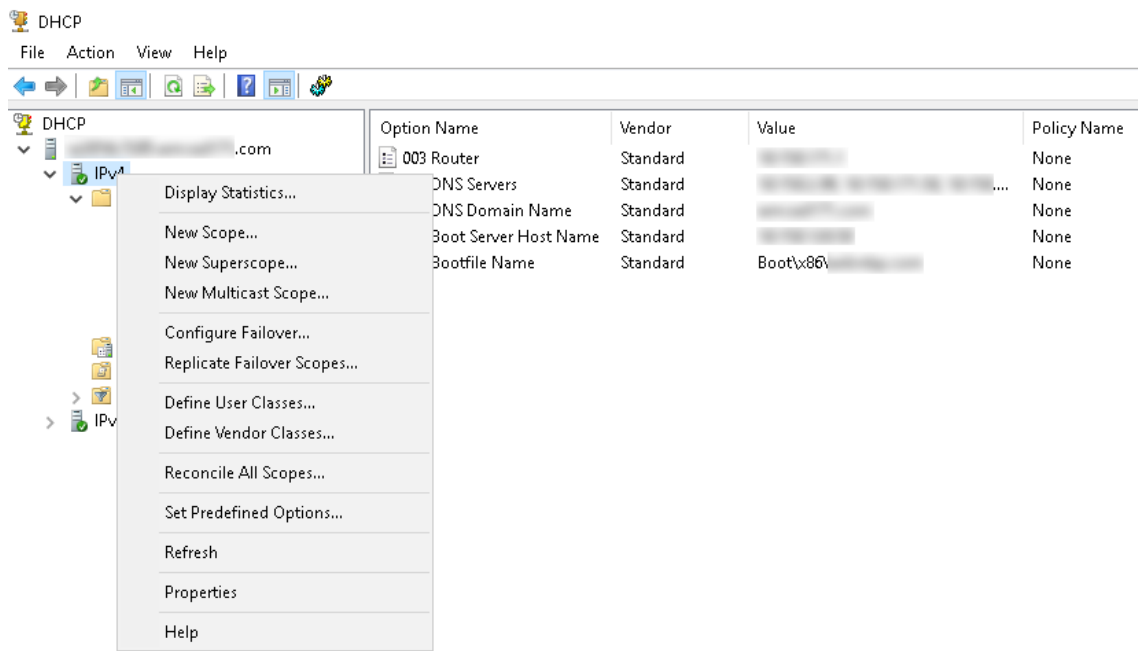 DHCP
File Action View Help
DHCP
.com
IPv4
IPv
Display Statistics...
New Scope...
New Superscope...
New Multicast Scope...
Configure Failover...
Replicate Failover Scopes...
Define User Classes...
Define Vendor Classes...
Reconcile All Scopes...
Set Predefined Options...
Refresh
Properties
Help
Option Name Vendor Value Policy Name
003 Router Standard None
DNS Servers Standard .... None
DNS Domain Name Standard None
Boot Server Host Name Standard None
Bootfile Name Standard Boot\x86\ None